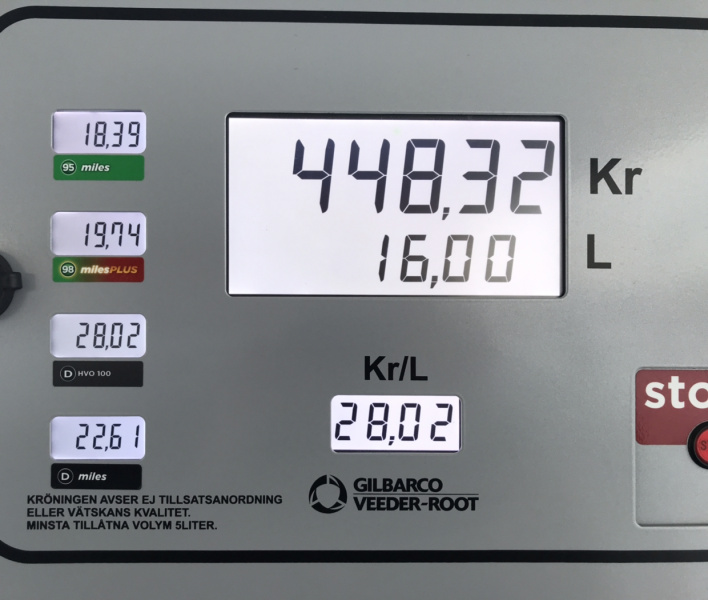 18,39
95 miles
19,74
98 milesPLUS
28,02
D HVO 100
22,61
D miles
KRÖNINGEN AVSER EJ TILLSATSANORDNING
ELLER VÄTSKANS KVALITET.
MINSTA TILLÅTNA VOLYM 5LITER.
448,32 Kr
16,00 L
Kr/L
28,02
GILBARCO
VEEDER-ROOT